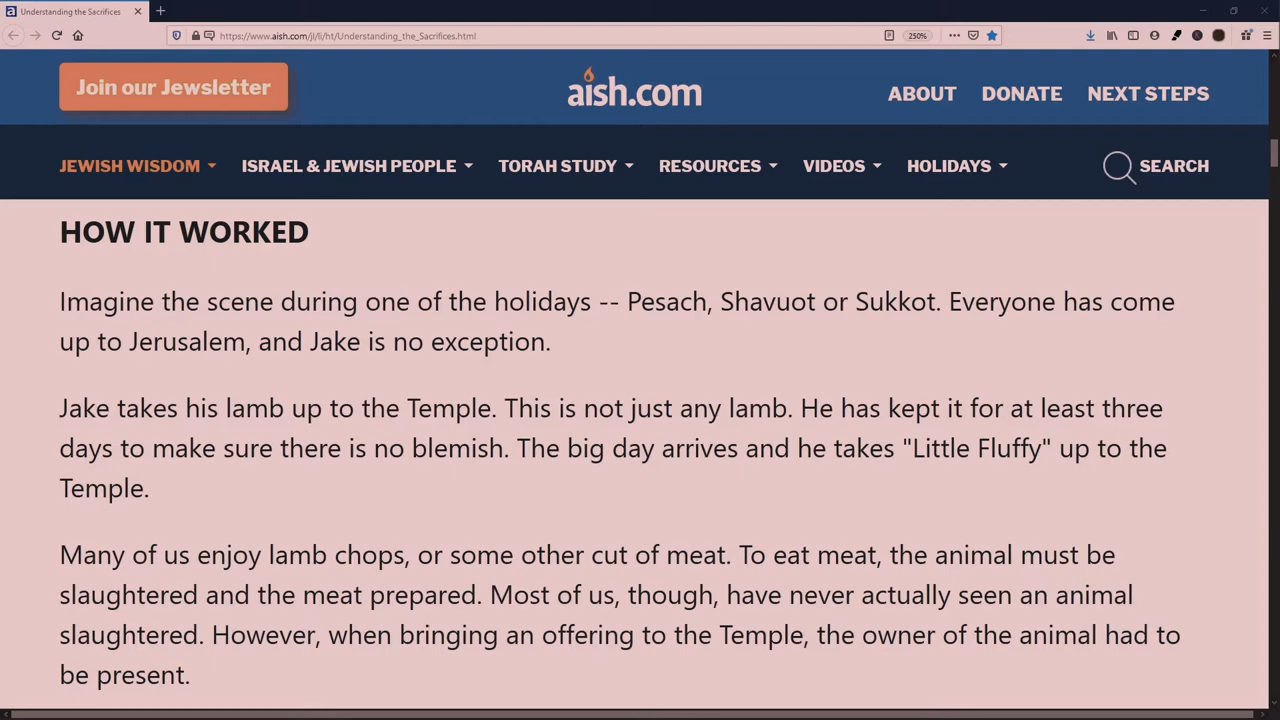 Understanding the Sacrifices
https://www.aish.com/jl/li/ht/Understanding_the_Sacrifices.html
250%
Join our Jewsletter
aish.com
ABOUT DONATE NEXT STEPS
JEWISH WISDOM ISRAEL & JEWISH PEOPLE TORAH STUDY RESOURCES VIDEOS HOLIDAYS SEARCH
HOW IT WORKED
Imagine the scene during one of the holidays -- Pesach, Shavuot or Sukkot. Everyone has come
up to Jerusalem, and Jake is no exception.
Jake takes his lamb up to the Temple. This is not just any lamb. He has kept it for at least three
days to make sure there is no blemish. The big day arrives and he takes "Little Fluffy" up to the
Temple.
Many of us enjoy lamb chops, or some other cut of meat. To eat meat, the animal must be
slaughtered and the meat prepared. Most of us, though, have never actually seen an animal
slaughtered. However, when bringing an offering to the Temple, the owner of the animal had to
be present.